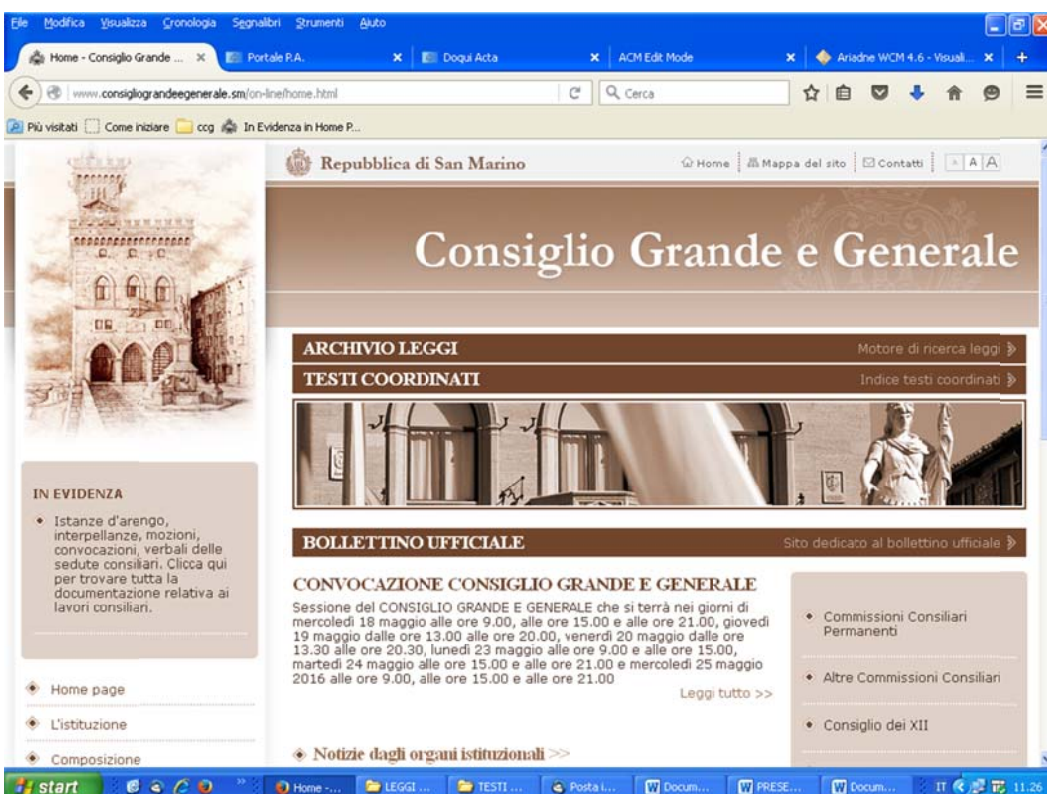 File Modifica Visualizza Cronologia Segnalibri Strumenti Aiuto
Home - Consiglio Grande ... Portale P.A. Doqui Acta ACM Edit Mode Ariadne WCM 4.6 - Visuali...
www.consigliograndeegenerale.sm/on-line/home.html Cerca
Più visitati Come iniziare ccg In Evidenza in Home P...
Repubblica di San Marino Home Mappa del sito Contatti A A A
Consiglio Grande e Generale
ARCHIVIO LEGGI Motore di ricerca leggi
TESTI COORDINATI Indice testi coordinati
IN EVIDENZA
Istanze d'arengo,
interpellanze, mozioni,
convocazioni, verbali delle
sedute consiliari. Clicca qui
per trovare tutta la
documentazione relativa ai
lavori consiliari.
Home page
L'istituzione
Composizione
BOLLETTINO UFFICIALE Sito dedicato al bollettino ufficiale
CONVOCAZIONE CONSIGLIO GRANDE E GENERALE
Sessione del CONSIGLIO GRANDE E GENERALE che si terrà nei giorni di
mercoledì 18 maggio alle ore 9.00, alle ore 15.00 e alle ore 21.00, giovedì
19 maggio dalle ore 13.00 alle ore 20.00, venerdì 20 maggio dalle ore
13.30 alle ore 20.30, lunedì 23 maggio alle ore 9.00 e alle ore 15.00,
martedì 24 maggio alle ore 15.00 e alle ore 21.00 e mercoledì 25 maggio
2016 alle ore 9.00, alle ore 15.00 e alle ore 21.00
Leggi tutto >>
Notizie dagli organi istituzionali >>
Commissioni Consiliari
Permanenti
Altre Commissioni Consiliari
Consiglio dei XII
start Home -... LEGGI ... TESTI ... Posta i... Docum... PRESE... Docum... IT 11.26